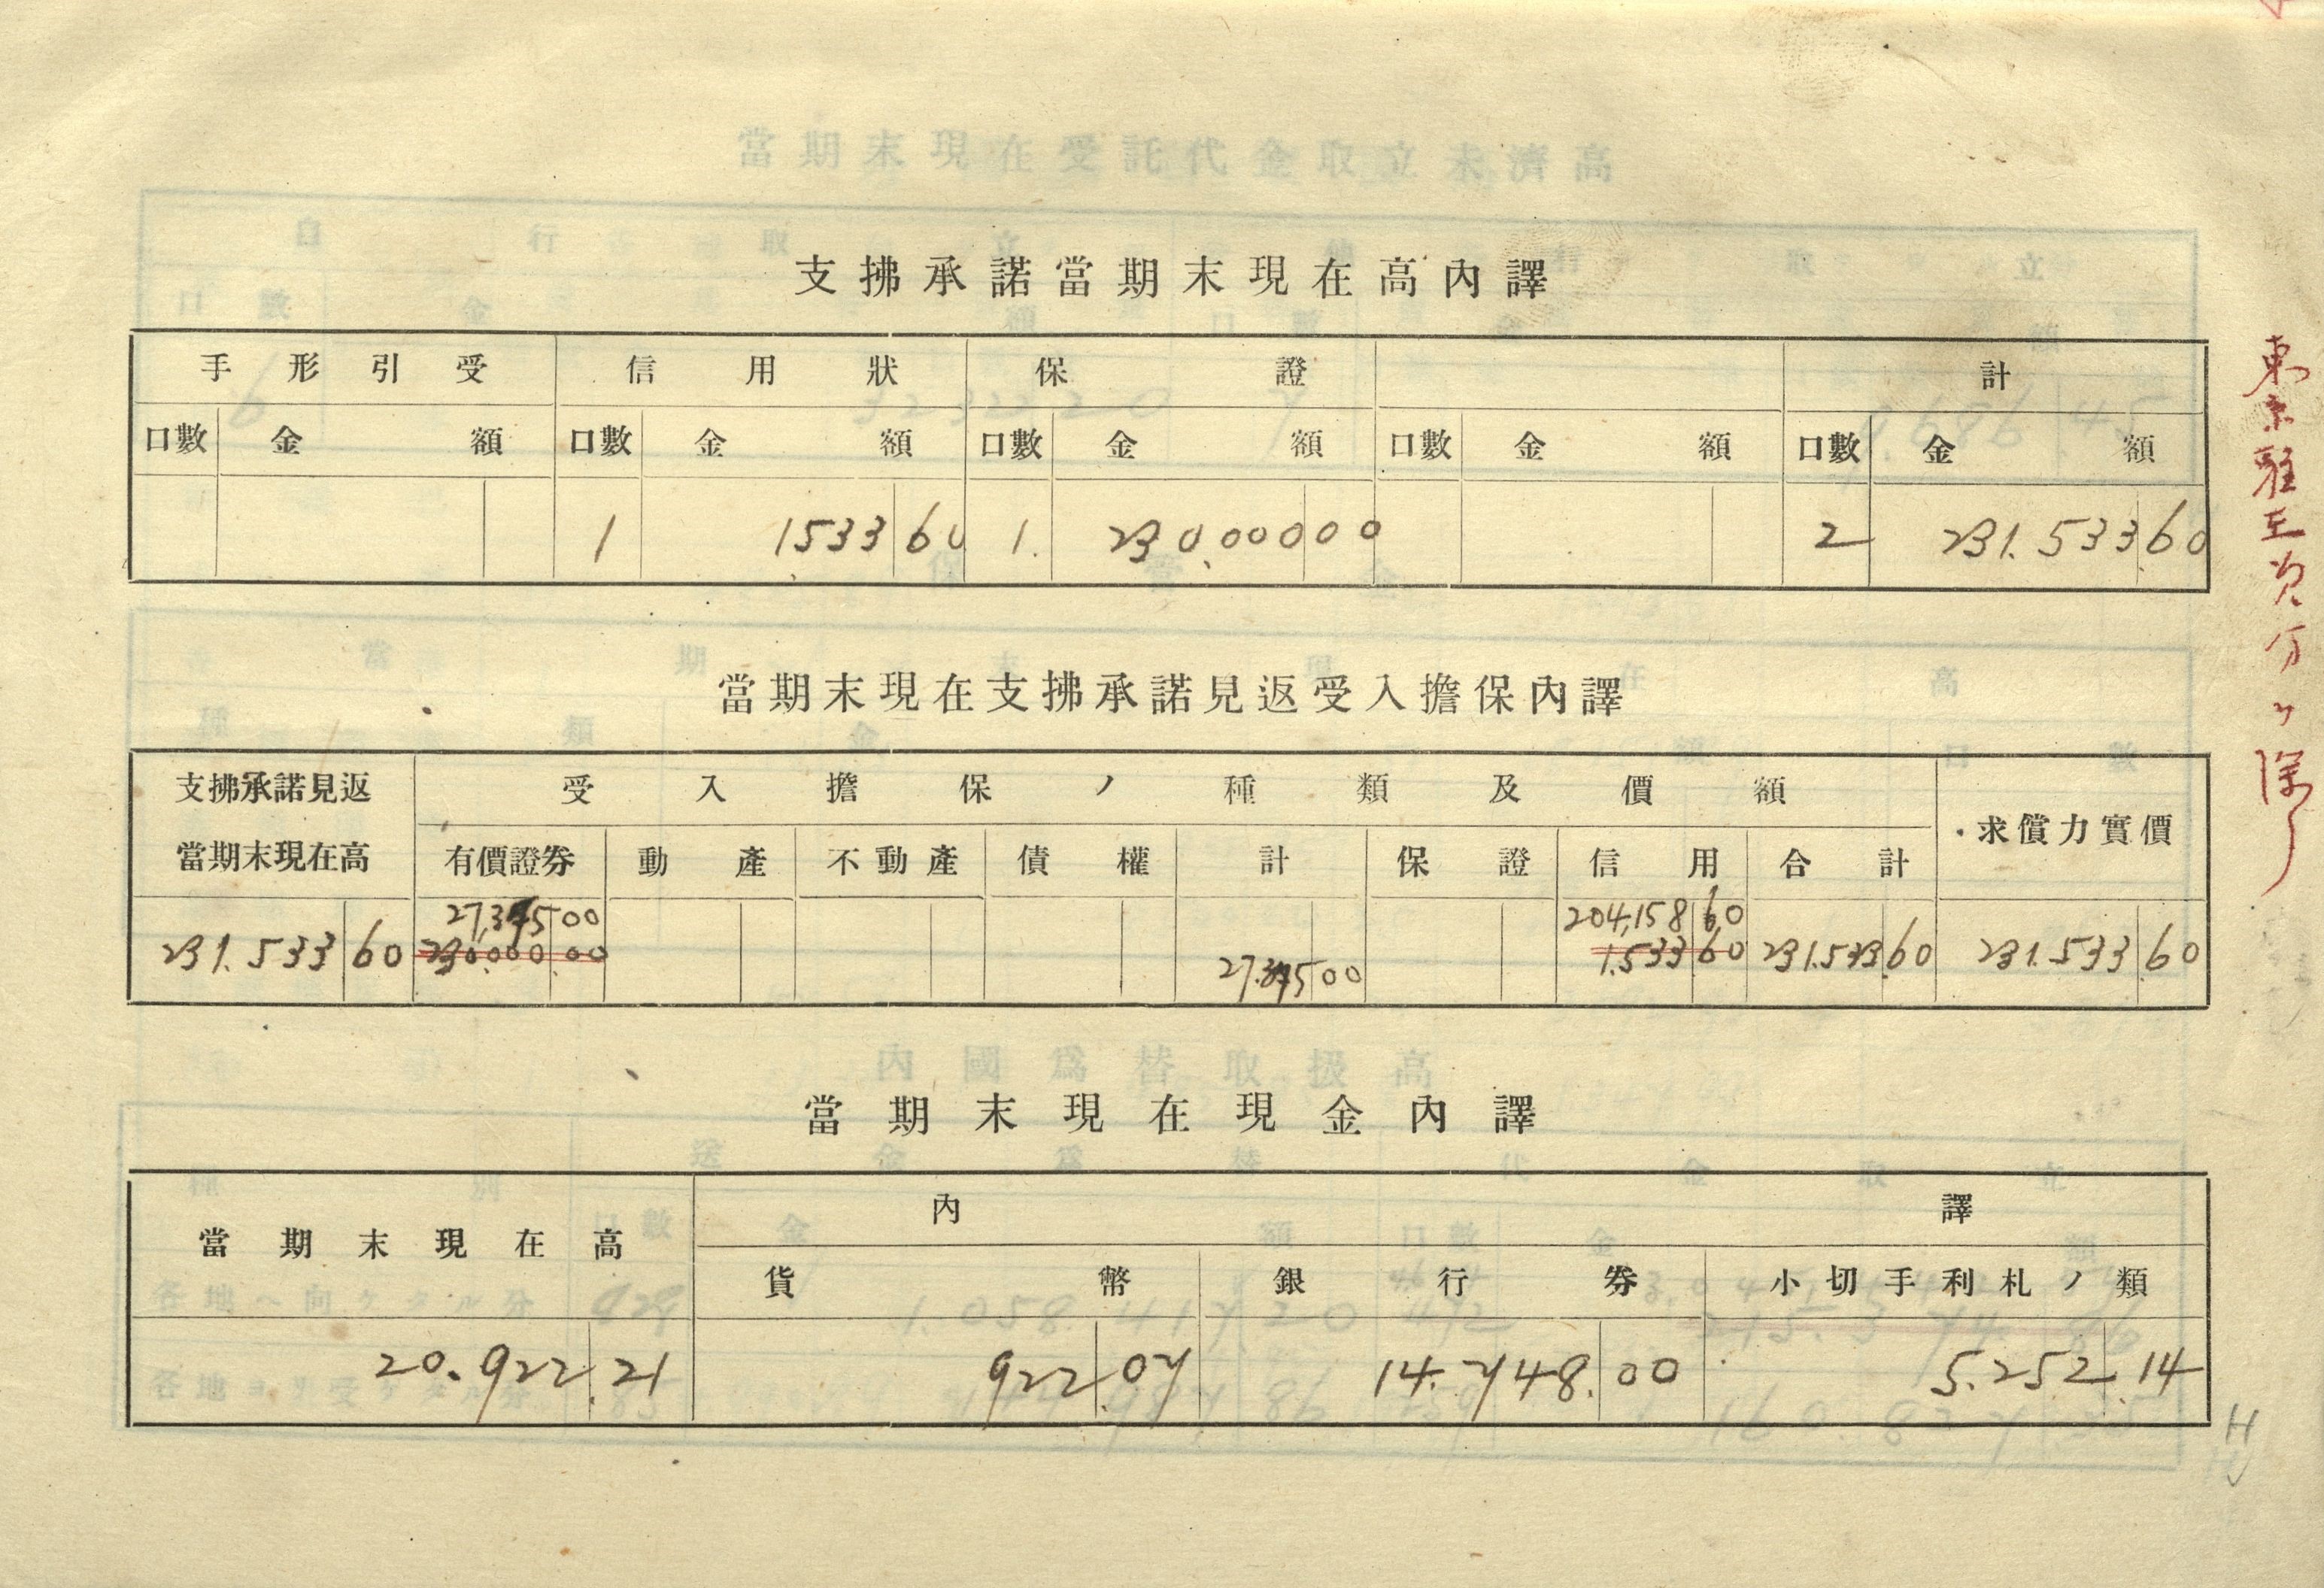 支拂承諾當期末現在高內譯
手形引受 信用狀 保證 計
口數 金額 口數 金額 口數 金額 口數 金額 口數 金額
1 1533 60 1. 230.000 00 2 231.533 60
當期末現在支拂承諾見返受入擔保內譯
支拂承諾見返當期末現在高 受入擔保ノ種類及價額 求償力實價
有價證券 動產 不動產 債權 計 保證 信用 合計
27,375 00 204,158 60
231.533 60 230.000.00 27.375 00 1.533 60 231.533.60 231.533 60
當期末現在現金內譯
當期末現在高 內譯
貨幣 銀行券 小切手利札ノ類
20.922.21 922.07 14.748.00 5.252.14
東京駐在員分ヲ除ク
H